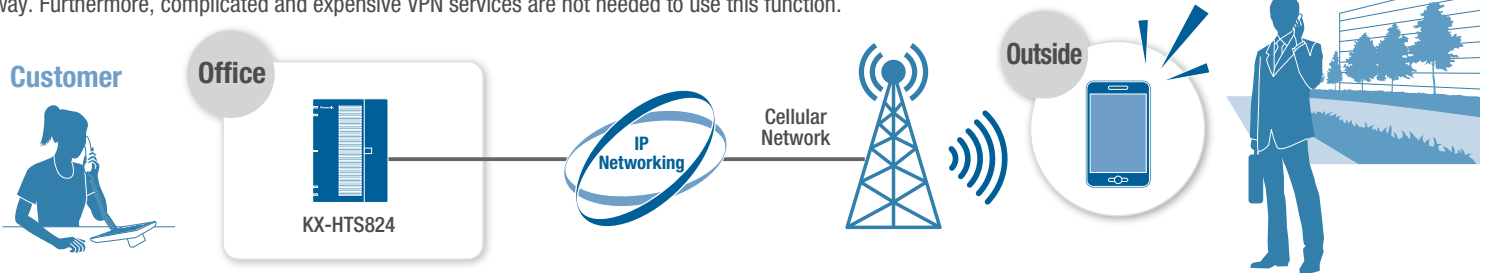 way. Furthermore, complicated and expensive VPN services are not needed to use this function.
Customer
Office
KX-HTS824
IP
Networking
Cellular
Network
Outside